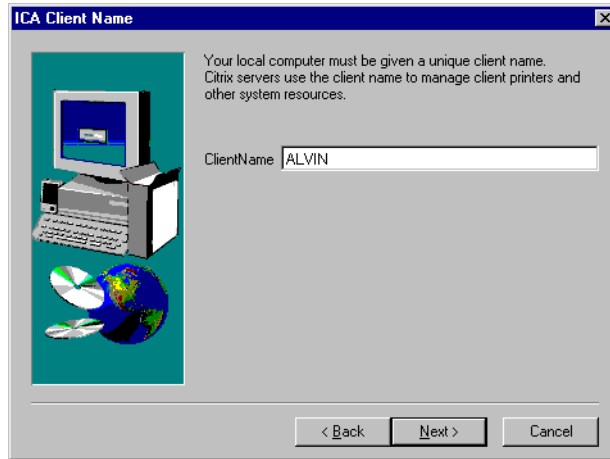 ICA Client Name
Your local computer must be given a unique client name.
Citrix servers use the client name to manage client printers and
other system resources.
ClientName ALVIN
< Back Next > Cancel